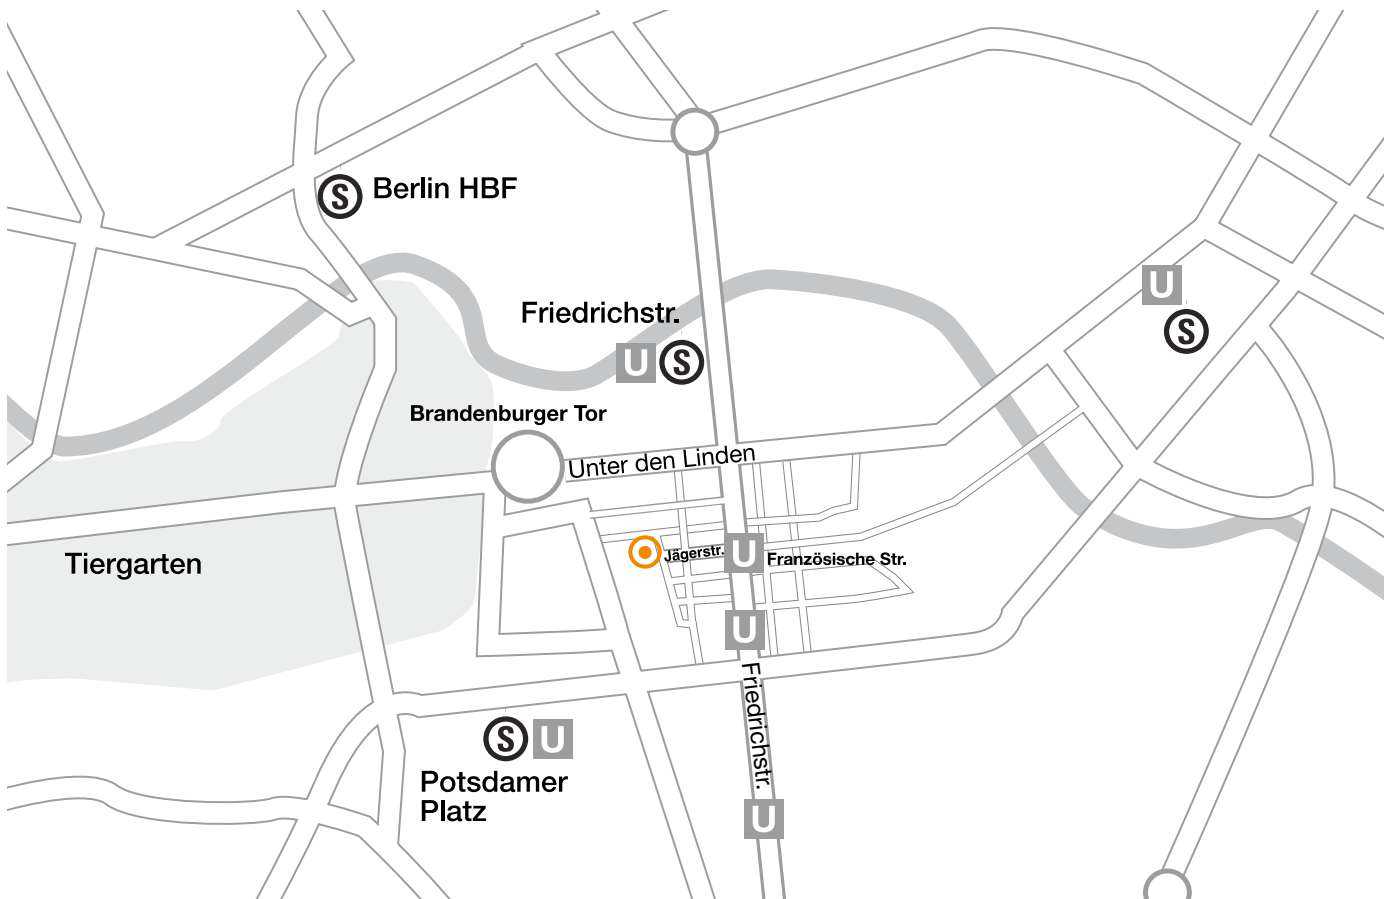 S Berlin HBF
Friedrichstr.
U S
U
S
Brandenburger Tor
Unter den Linden
Tiergarten
Jägerstr.
U Französische Str.
U
Friedrichstr.
U
S U
Potsdamer
Platz